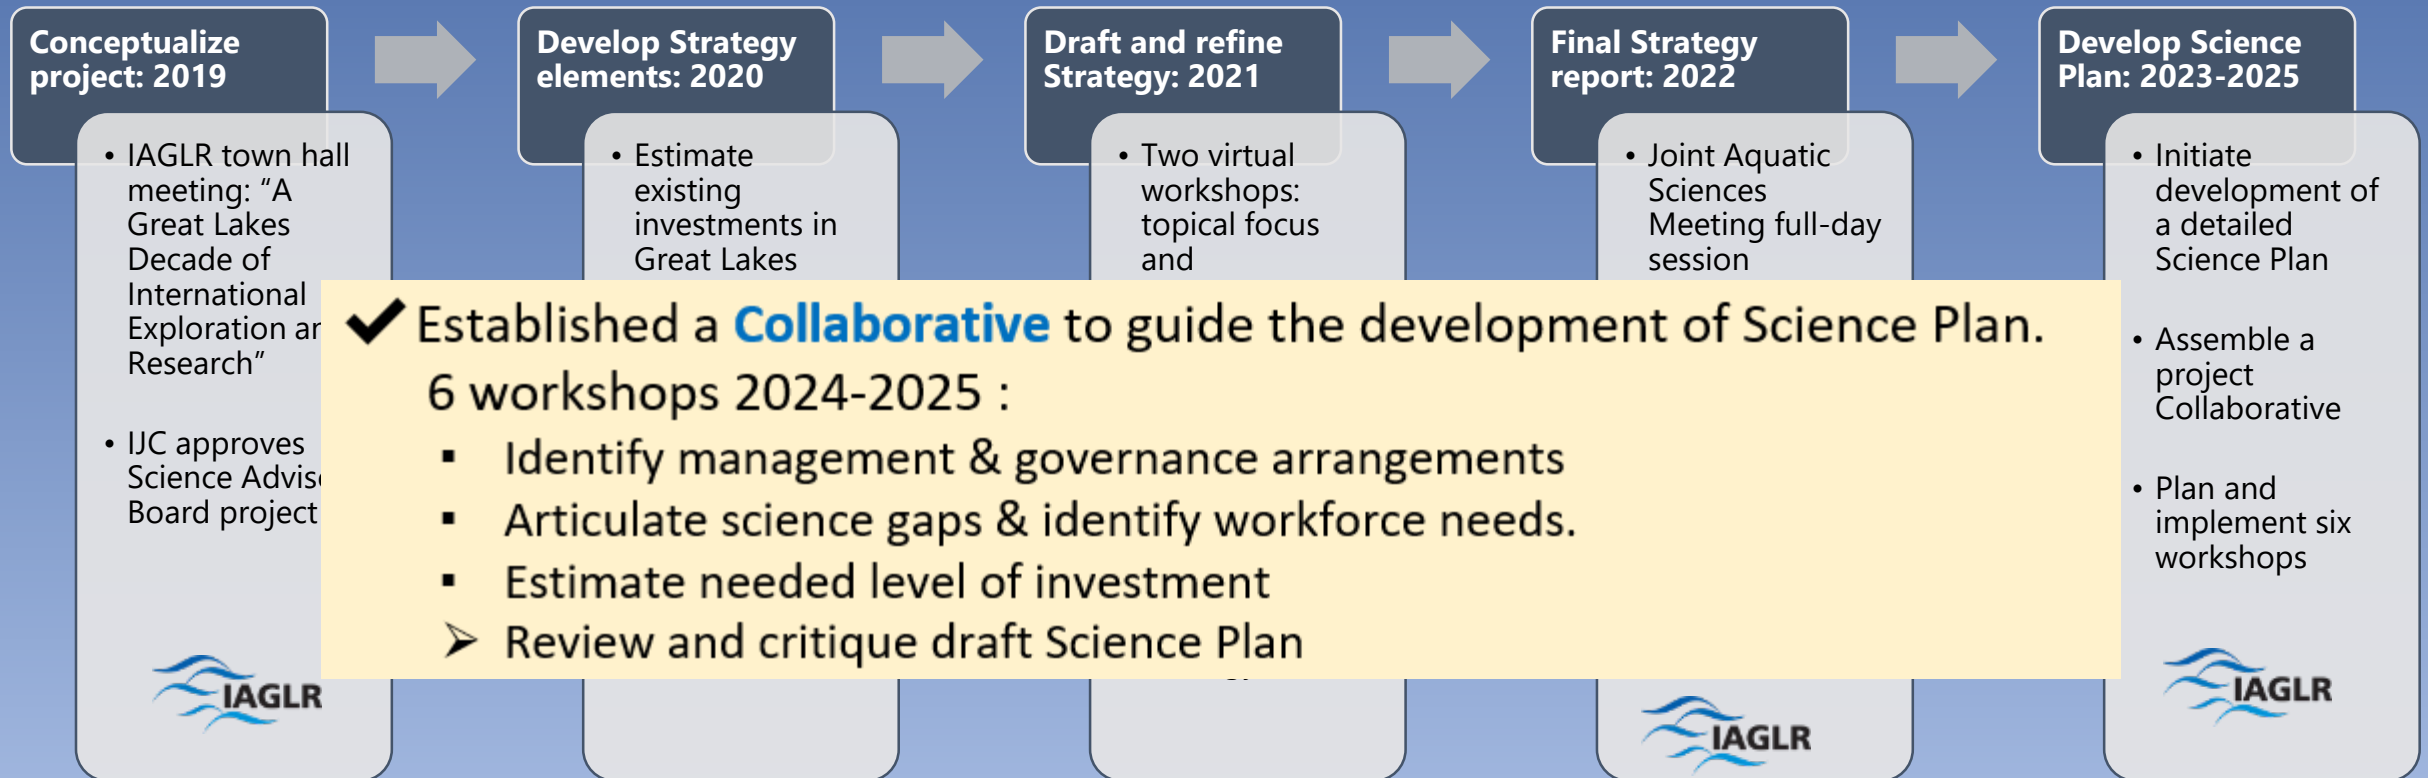 Conceptualize
project: 2019
• IAGLR town hall
meeting: “A
Great Lakes
Decade of
International
Exploration
Research”
• IJC approves
Science
Board project
IAGLR
Develop Strategy
elements: 2020
• Estimate
existing
investments in
Great Lakes
Draft and refine
Strategy: 2021
• Two virtual
workshops:
topical focus
and
Final Strategy
report: 2022
• Joint Aquatic
Sciences
Meeting full-day
session
IAGLR
Develop Science
Plan: 2023-2025
• Initiate
development of
a detailed
Science Plan
• Assemble a
project
Collaborative
• Plan and
implement six
workshops
IAGLR
✔ Established a Collaborative to guide the development of Science Plan.
6 workshops 2024-2025 :
▪ Identify management & governance arrangements
▪ Articulate science gaps & identify workforce needs.
▪ Estimate needed level of investment
➢ Review and critique draft Science Plan